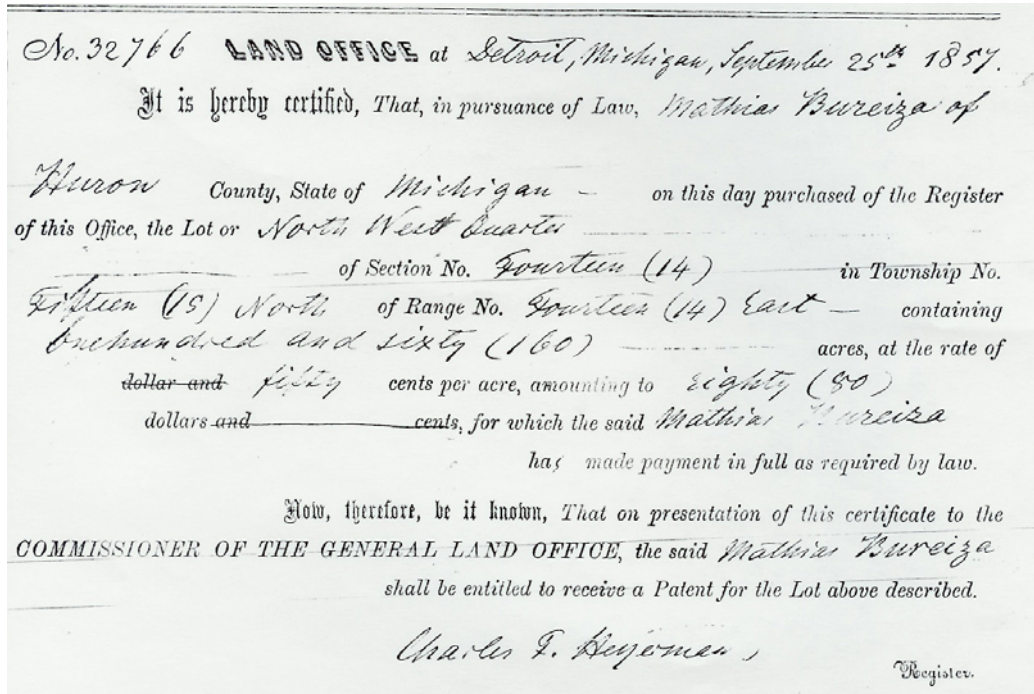 No. 32766 LAND OFFICE at Detroit, Michigan, September 25th 1857.
It is hereby certified, That, in pursuance of Law, Mathias Bureiza of
Huron County, State of Michigan — on this day purchased of the Register
of this Office, the Lot or North West Quarter
of Section No. Fourteen (14) in Township No.
Fifteen (15) North of Range No. Fourteen (14) East — containing
Onehundred and sixty (160) acres, at the rate of
dollar and fifty cents per acre, amounting to Eighty (80)
dollars and cents, for which the said Mathias Bureiza
has made payment in full as required by law.
Now, therefore, be it known, That on presentation of this certificate to the
COMMISSIONER OF THE GENERAL LAND OFFICE, the said Mathias Bureiza
shall be entitled to receive a Patent for the Lot above described.
Charles F. Heyerman,
Register.